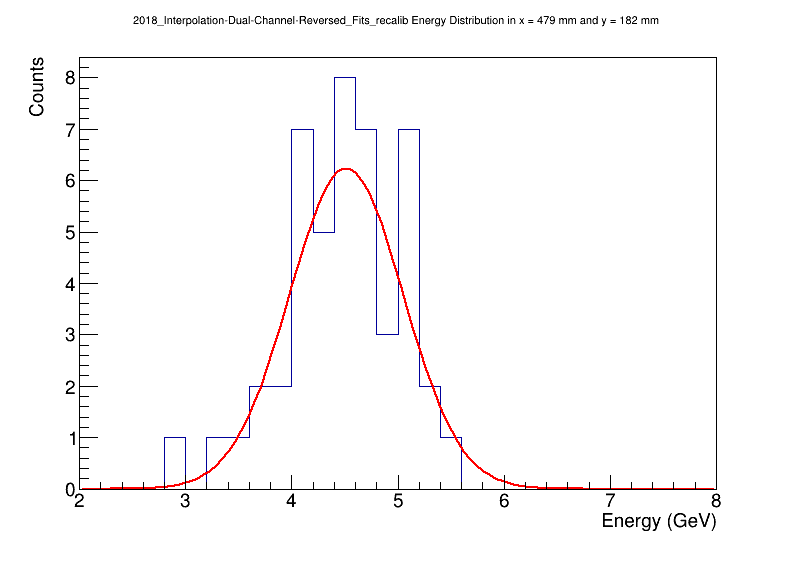 2018_Interpolation-Dual-Channel-Reversed_Fits_recalib Energy Distribution in x = 479 mm and y = 182 mm
Counts
8
7
6
5
4
3
2
1
0
2 3 4 5 6 7 8
Energy (GeV)